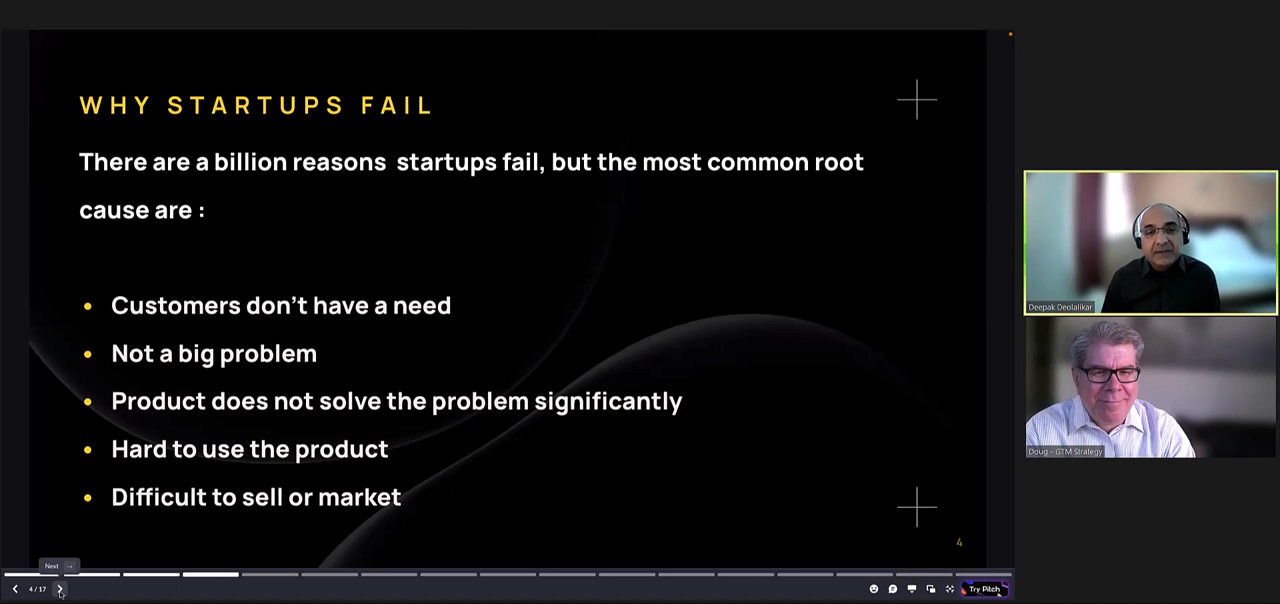 WHY STARTUPS FAIL
There are a billion reasons startups fail, but the most common root
cause are :
• Customers don’t have a need
• Not a big problem
• Product does not solve the problem significantly
• Hard to use the product
• Difficult to sell or market
4
Deepak Deolalikar
Doug - GTM Strategy
Next →
4 / 17
Try Pitch